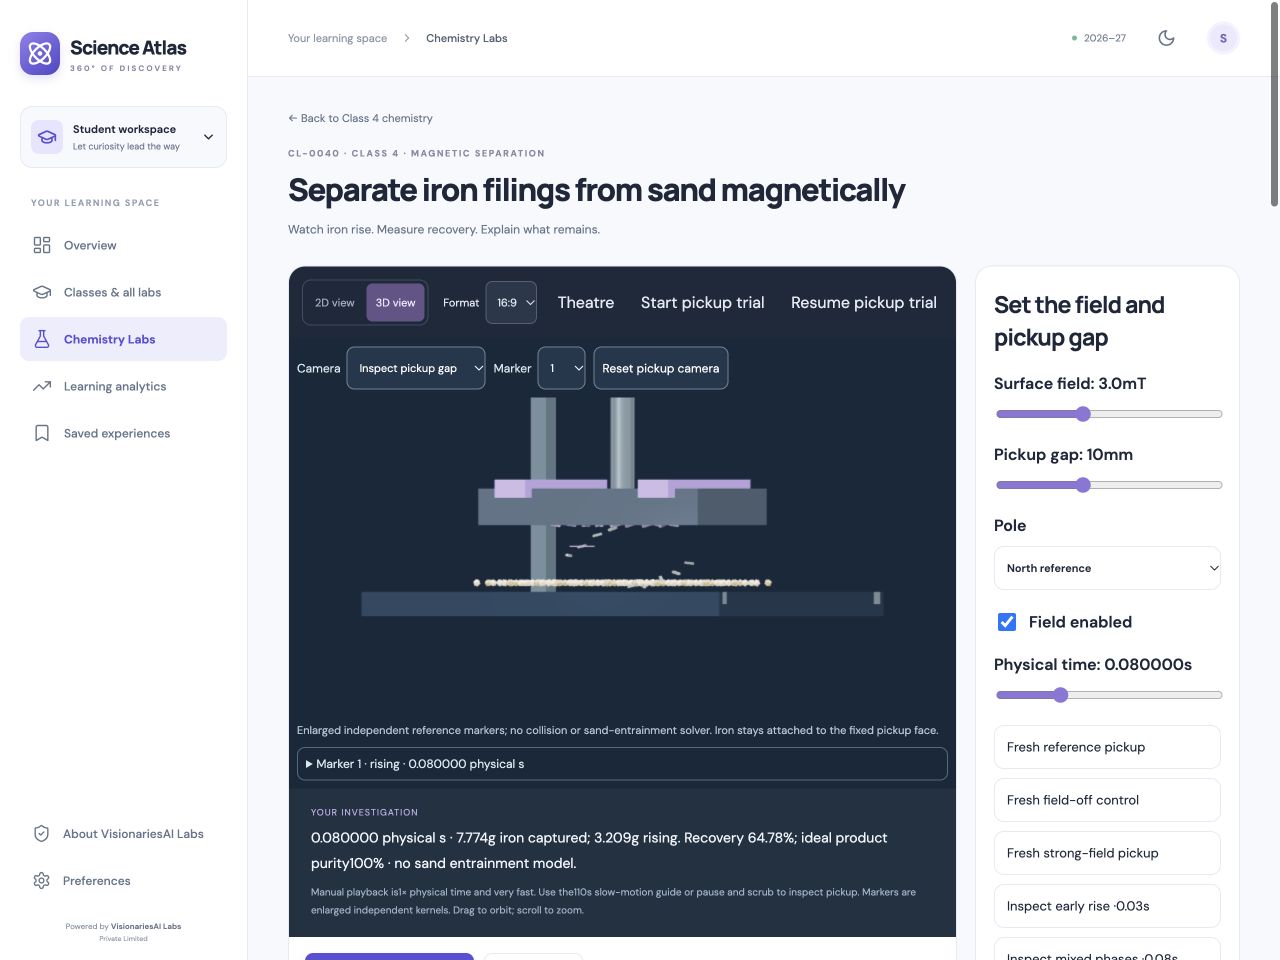 Science Atlas
360° OF DISCOVERY
Student workspace
Let curiosity lead the way
YOUR LEARNING SPACE
Overview
Classes & all labs
Chemistry Labs
Learning analytics
Saved experiences
About VisionariesAI Labs
Preferences
Powered by VisionariesAI Labs
Private Limited
Your learning space > Chemistry Labs
2026–27
S
← Back to Class 4 chemistry
CL-0040 · CLASS 4 · MAGNETIC SEPARATION
Separate iron filings from sand magnetically
Watch iron rise. Measure recovery. Explain what remains.
2D view 3D view Format 16:9 Theatre Start pickup trial Resume pickup trial
Camera Inspect pickup gap Marker 1 Reset pickup camera
Enlarged independent reference markers; no collision or sand-entrainment solver. Iron stays attached to the fixed pickup face.
Marker 1 · rising · 0.080000 physical s
YOUR INVESTIGATION
0.080000 physical s · 7.774g iron captured; 3.209g rising. Recovery 64.78%; ideal product
purity100% · no sand entrainment model.
Manual playback is1× physical time and very fast. Use the110s slow-motion guide or pause and scrub to inspect pickup. Markers are
enlarged independent kernels. Drag to orbit; scroll to zoom.
Set the field and
pickup gap
Surface field: 3.0mT
Pickup gap: 10mm
Pole
North reference
Field enabled
Physical time: 0.080000s
Fresh reference pickup
Fresh field-off control
Fresh strong-field pickup
Inspect early rise ·0.03s
Inspect mixed phases ·0.08s